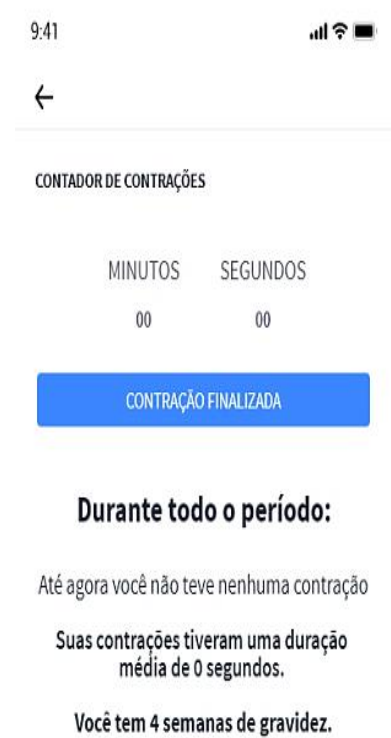 9:41
CONTADOR DE CONTRAÇÕES
MINUTOS SEGUNDOS
00 00
CONTRAÇÃO FINALIZADA
Durante todo o período:
Até agora você não teve nenhuma contração
Suas contrações tiveram uma duração
média de 0 segundos.
Você tem 4 semanas de gravidez.